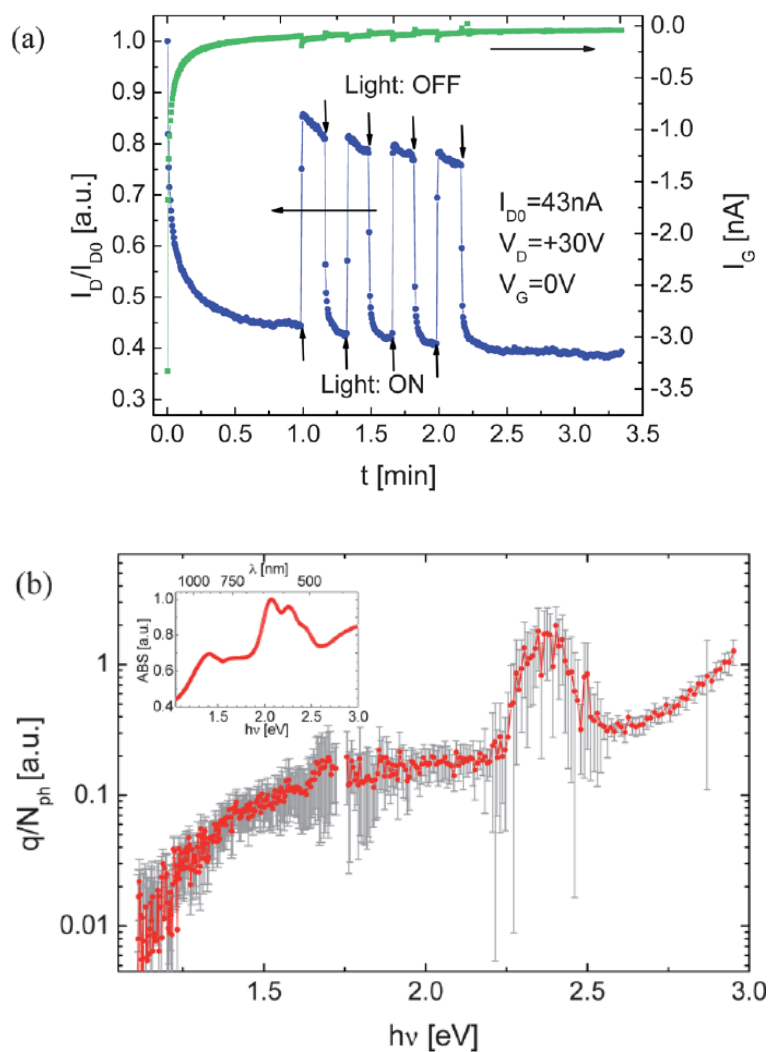 (a)
1.0
0.9
0.8
0.7
0.6
0.5
0.4
0.3
I_D/I_D0 [a.u.]
Light: OFF
Light: ON
I_D0=43nA
V_D=+30V
V_G=0V
0.0
-0.5
-1.0
-1.5
-2.0
-2.5
-3.0
-3.5
I_G [nA]
0.0 0.5 1.0 1.5 2.0 2.5 3.0 3.5
t [min]
(b)
1
0.1
0.01
q/N_ph [a.u.]
λ [nm]
1000 750 500
1.0
0.8
0.6
0.4
ABS [a.u.]
1.5 2.0 2.5 3.0
hν [eV]
1.5 2.0 2.5 3.0
hν [eV]